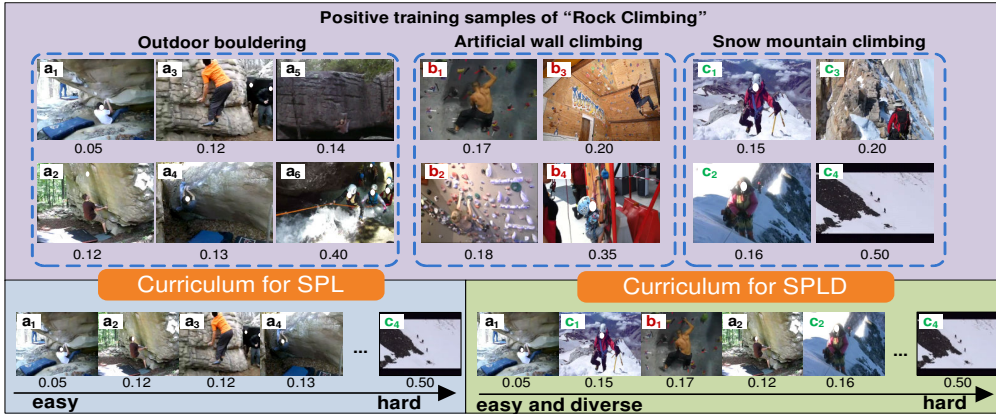 Positive training samples of “Rock Climbing”
Outdoor bouldering
Artificial wall climbing
Snow mountain climbing
a1 a3 a5 b1 b3 c1 c3
0.05 0.12 0.14 0.17 0.20 0.15 0.20
a2 a4 a6 b2 b4 c2 c4
0.12 0.13 0.40 0.18 0.35 0.16 0.50
Curriculum for SPL
a1 a2 a3 a4 ... c4
0.05 0.12 0.12 0.13 0.50
easy hard
Curriculum for SPLD
a1 c1 b1 a2 c2 ... c4
0.05 0.15 0.17 0.12 0.16 0.50
easy and diverse hard